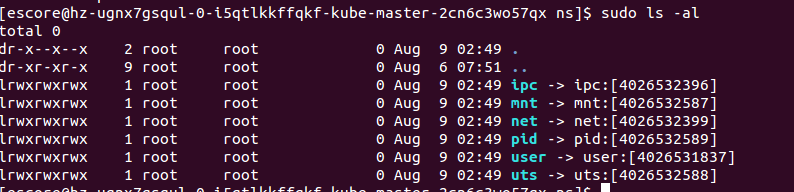 [escore@hz-ugnx7gsqul-0-i5qtlkkffqkf-kube-master-2cn6c3wo57qx ns]$ sudo ls -al
total 0
dr-x--x--x 2 root root 0 Aug 9 02:49 .
dr-xr-xr-x 9 root root 0 Aug 6 07:51 ..
lrwxrwxrwx 1 root root 0 Aug 9 02:49 ipc -> ipc:[4026532396]
lrwxrwxrwx 1 root root 0 Aug 9 02:49 mnt -> mnt:[4026532587]
lrwxrwxrwx 1 root root 0 Aug 9 02:49 net -> net:[4026532399]
lrwxrwxrwx 1 root root 0 Aug 9 02:49 pid -> pid:[4026532589]
lrwxrwxrwx 1 root root 0 Aug 9 02:49 user -> user:[4026531837]
lrwxrwxrwx 1 root root 0 Aug 9 02:49 uts -> uts:[4026532588]
[escore@hz-ugnx7gsqul-0-i5qtlkkffqkf-kube-master-2cn6c3wo57qx ns]$